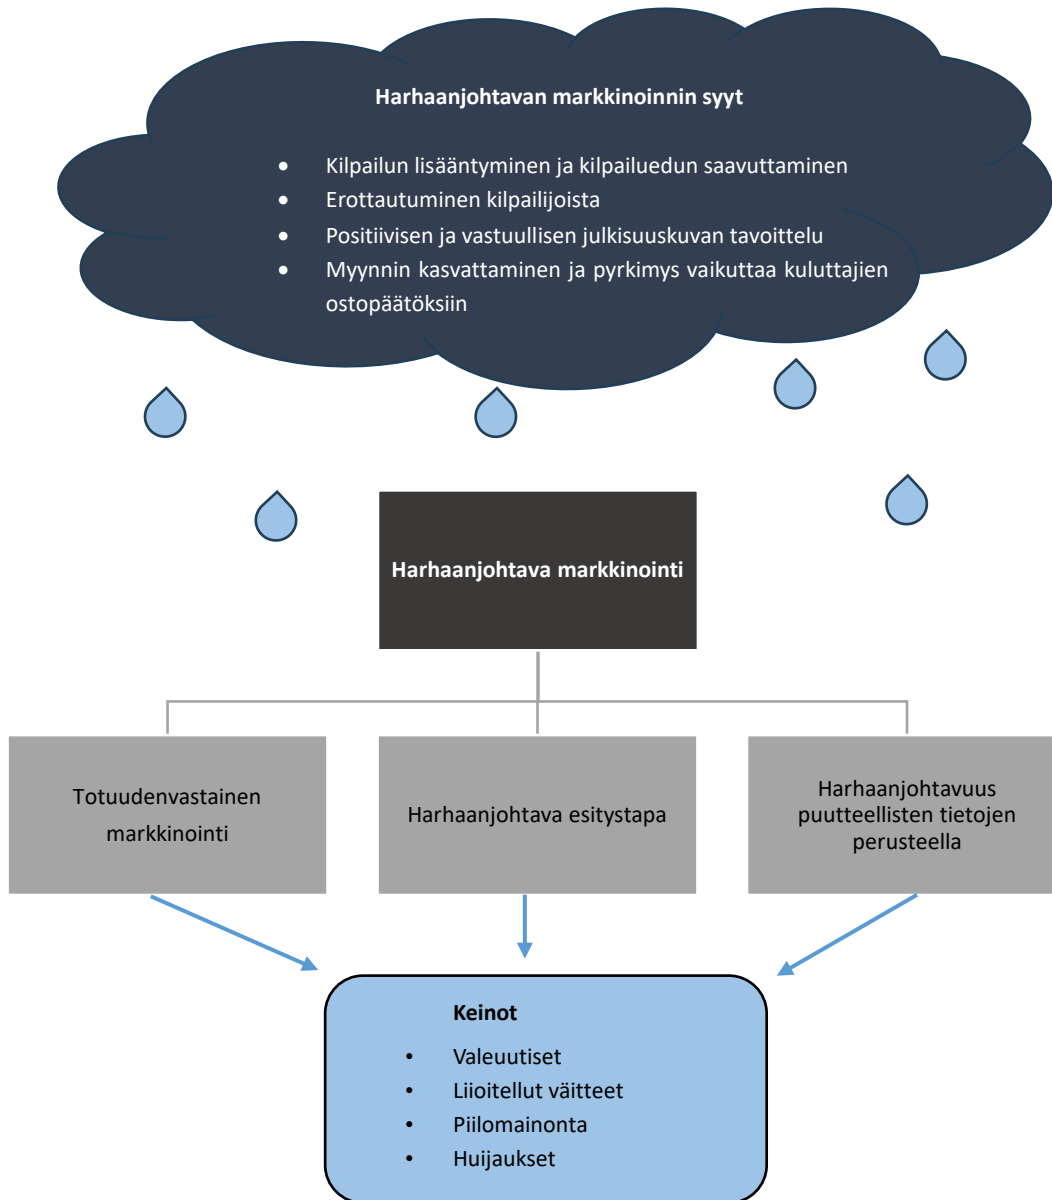 Harhaanjohtavan markkinoinnin syyt
• Kilpailun lisääntyminen ja kilpailuedun saavuttaminen
• Erottautuminen kilpailijoista
• Positiivisen ja vastuullisen julkisuuskuvan tavoittelu
• Myynnin kasvattaminen ja pyrkimys vaikuttaa kuluttajien
ostopäätöksiin
Harhaanjohtava markkinointi
Totuudenvastainen
markkinointi
Harhaanjohtava esitystapa
Harhaanjohtavuus
puutteellisten tietojen
perusteella
Keinot
• Valeuutiset
• Liioitellut väitteet
• Piilomainonta
• Huijaukset